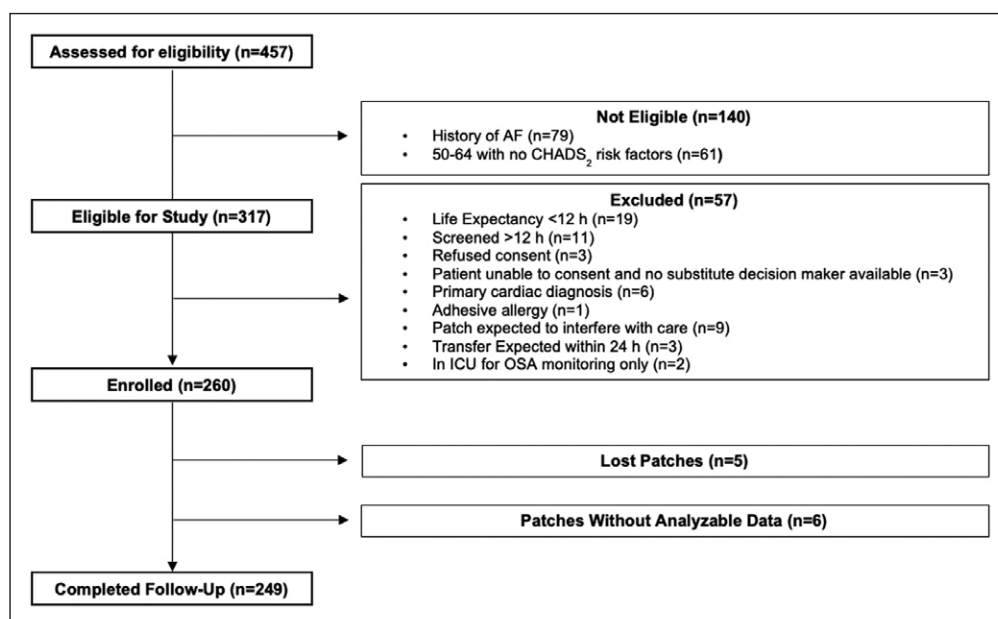 Assessed for eligibility (n=457)
Not Eligible (n=140)
• History of AF (n=79)
• 50-64 with no CHADS₂ risk factors (n=61)
Eligible for Study (n=317)
Excluded (n=57)
• Life Expectancy <12 h (n=19)
• Screened >12 h (n=11)
• Refused consent (n=3)
• Patient unable to consent and no substitute decision maker available (n=3)
• Primary cardiac diagnosis (n=6)
• Adhesive allergy (n=1)
• Patch expected to interfere with care (n=9)
• Transfer Expected within 24 h (n=3)
• In ICU for OSA monitoring only (n=2)
Enrolled (n=260)
Lost Patches (n=5)
Patches Without Analyzable Data (n=6)
Completed Follow-Up (n=249)